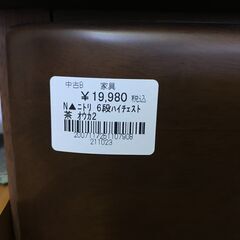 中古B 家具
¥19,980 税込
N▲ニトリ 6段ハイチェスト
茶 オウカ2
2007117261107908
211023